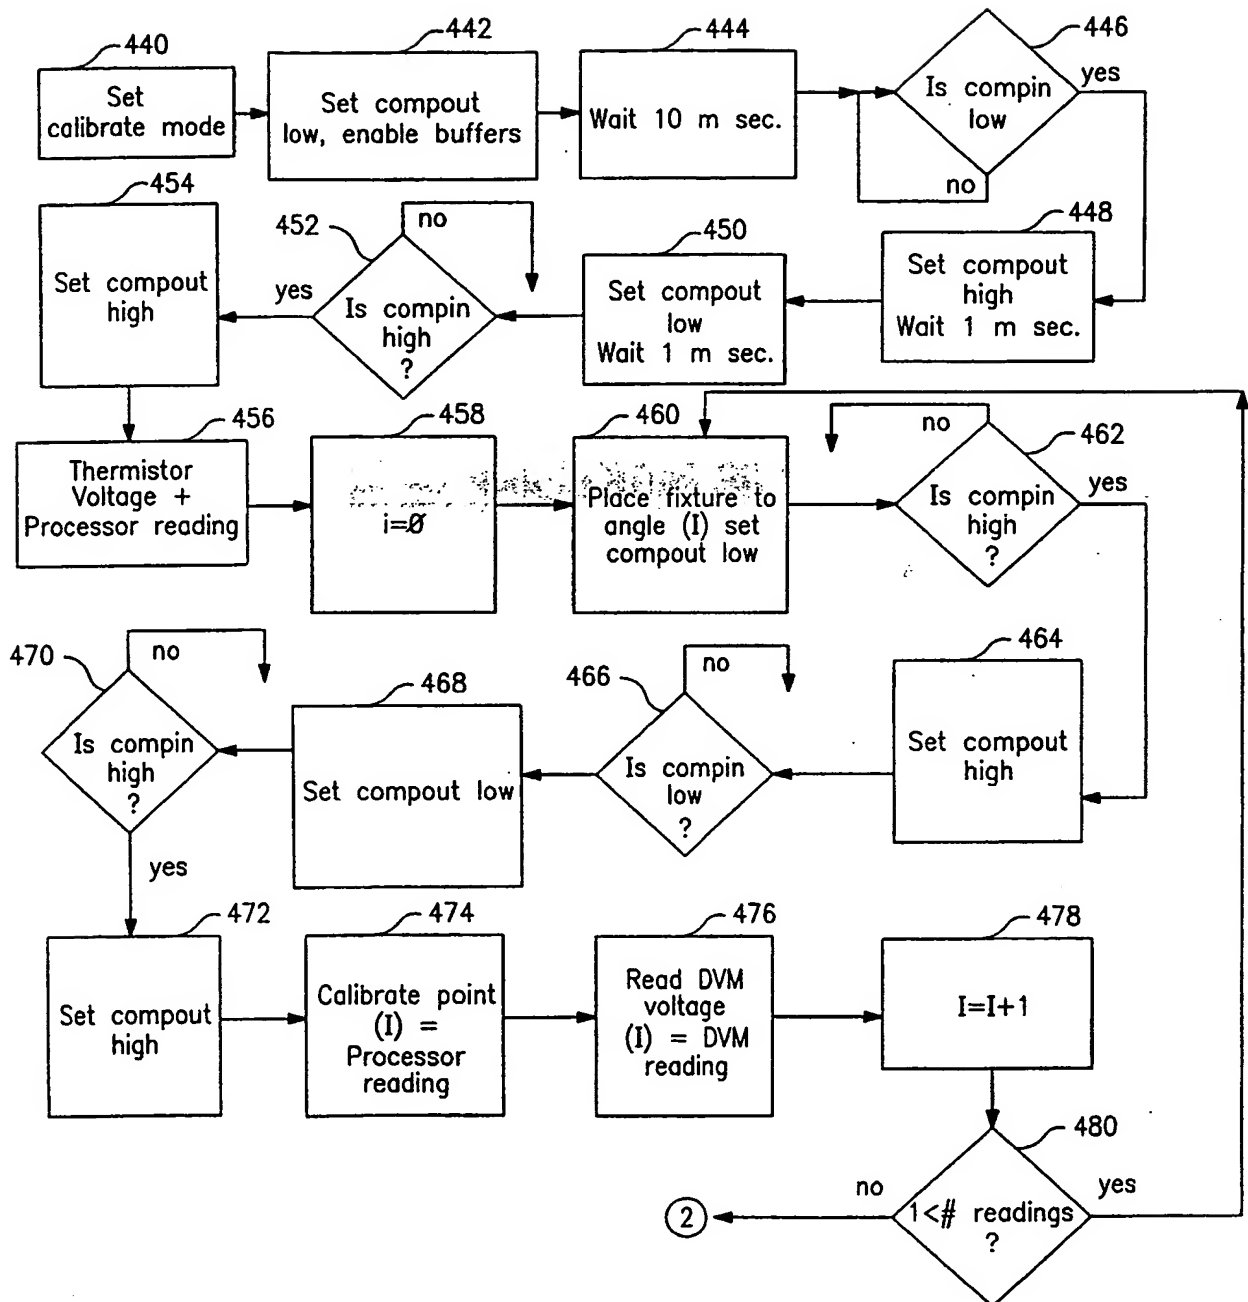 440
Set
calibrate mode
442
Set compout
low, enable buffers
444
Wait 10 m sec.
446
Is compin
low
yes
no
448
Set compout
high
Wait 1 m sec.
450
Set compout
low
Wait 1 m sec.
452
Is compin
high
?
no
yes
454
Set compout
high
456
Thermistor
Voltage +
Processor reading
458
i=Ø
460
Place fixture to
angle (I) set
compout low
462
Is compin
high
?
no
yes
464
Set compout
high
466
Is compin
low
?
no
468
Set compout low
470
Is compin
high
?
no
yes
472
Set compout
high
474
Calibrate point
(I) =
Processor
reading
476
Read DVM
voltage
(I) = DVM
reading
478
I=I+1
480
1<# readings
?
no
yes
2